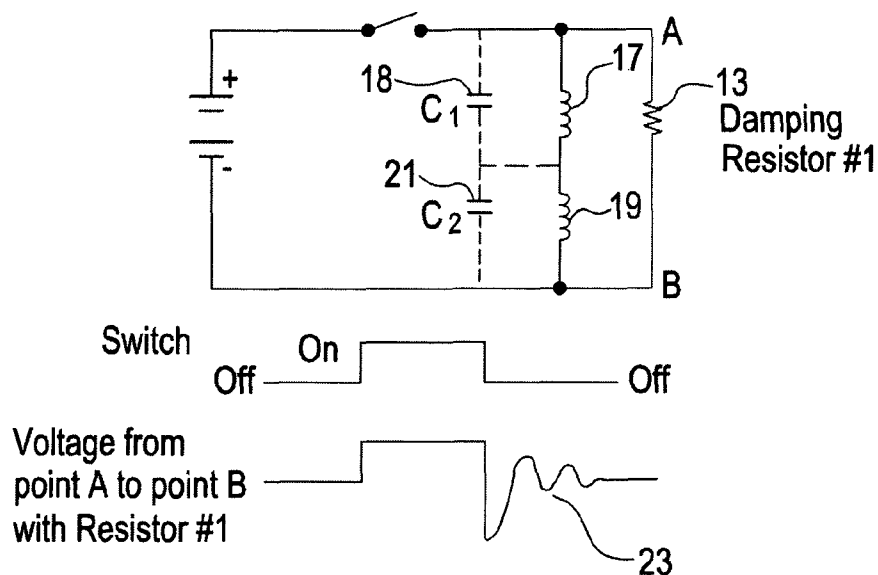 A
+
18
17
13
C1
Damping
Resistor #1
-
21
C2
19
B
Switch
On
Off
Off
Voltage from
point A to point B
with Resistor #1
23